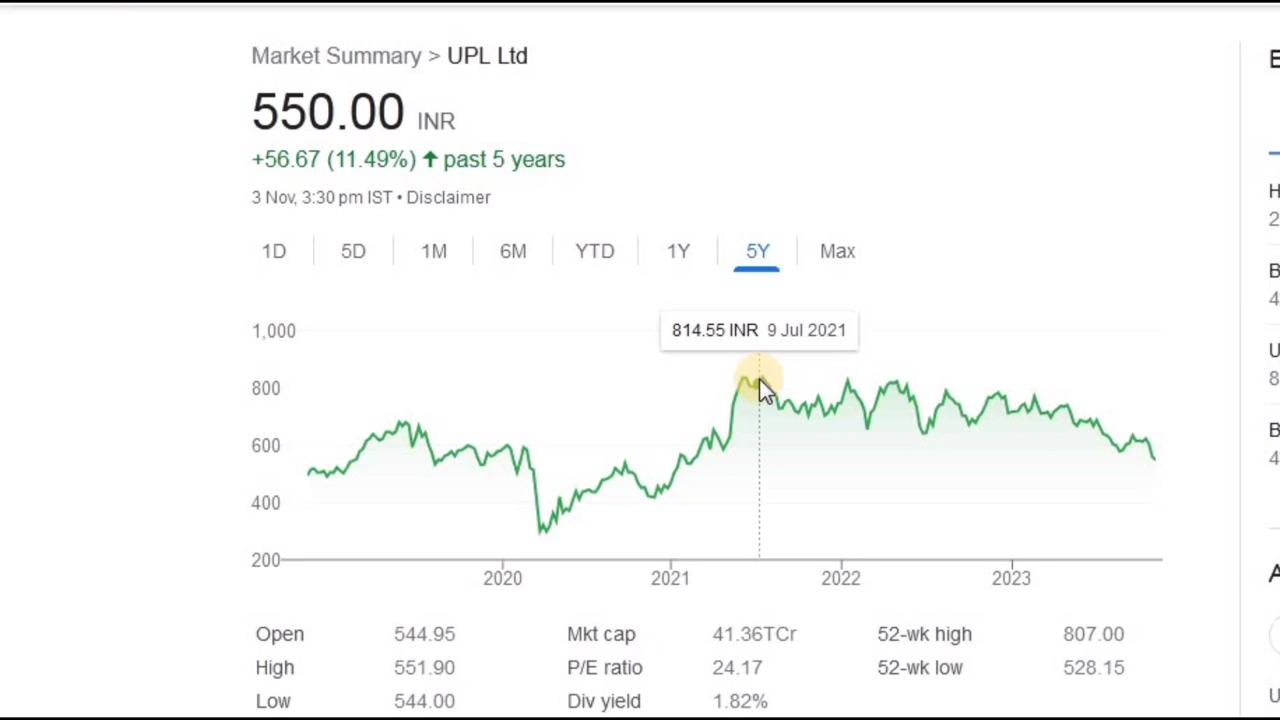 Market Summary > UPL Ltd
550.00 INR
+56.67 (11.49%) ↑ past 5 years
3 Nov, 3:30 pm IST • Disclaimer
1D 5D 1M 6M YTD 1Y 5Y Max
814.55 INR 9 Jul 2021
1,000
800
600
400
200
2020 2021 2022 2023
Open 544.95 Mkt cap 41.36TCr 52-wk high 807.00
High 551.90 P/E ratio 24.17 52-wk low 528.15
Low 544.00 Div yield 1.82%